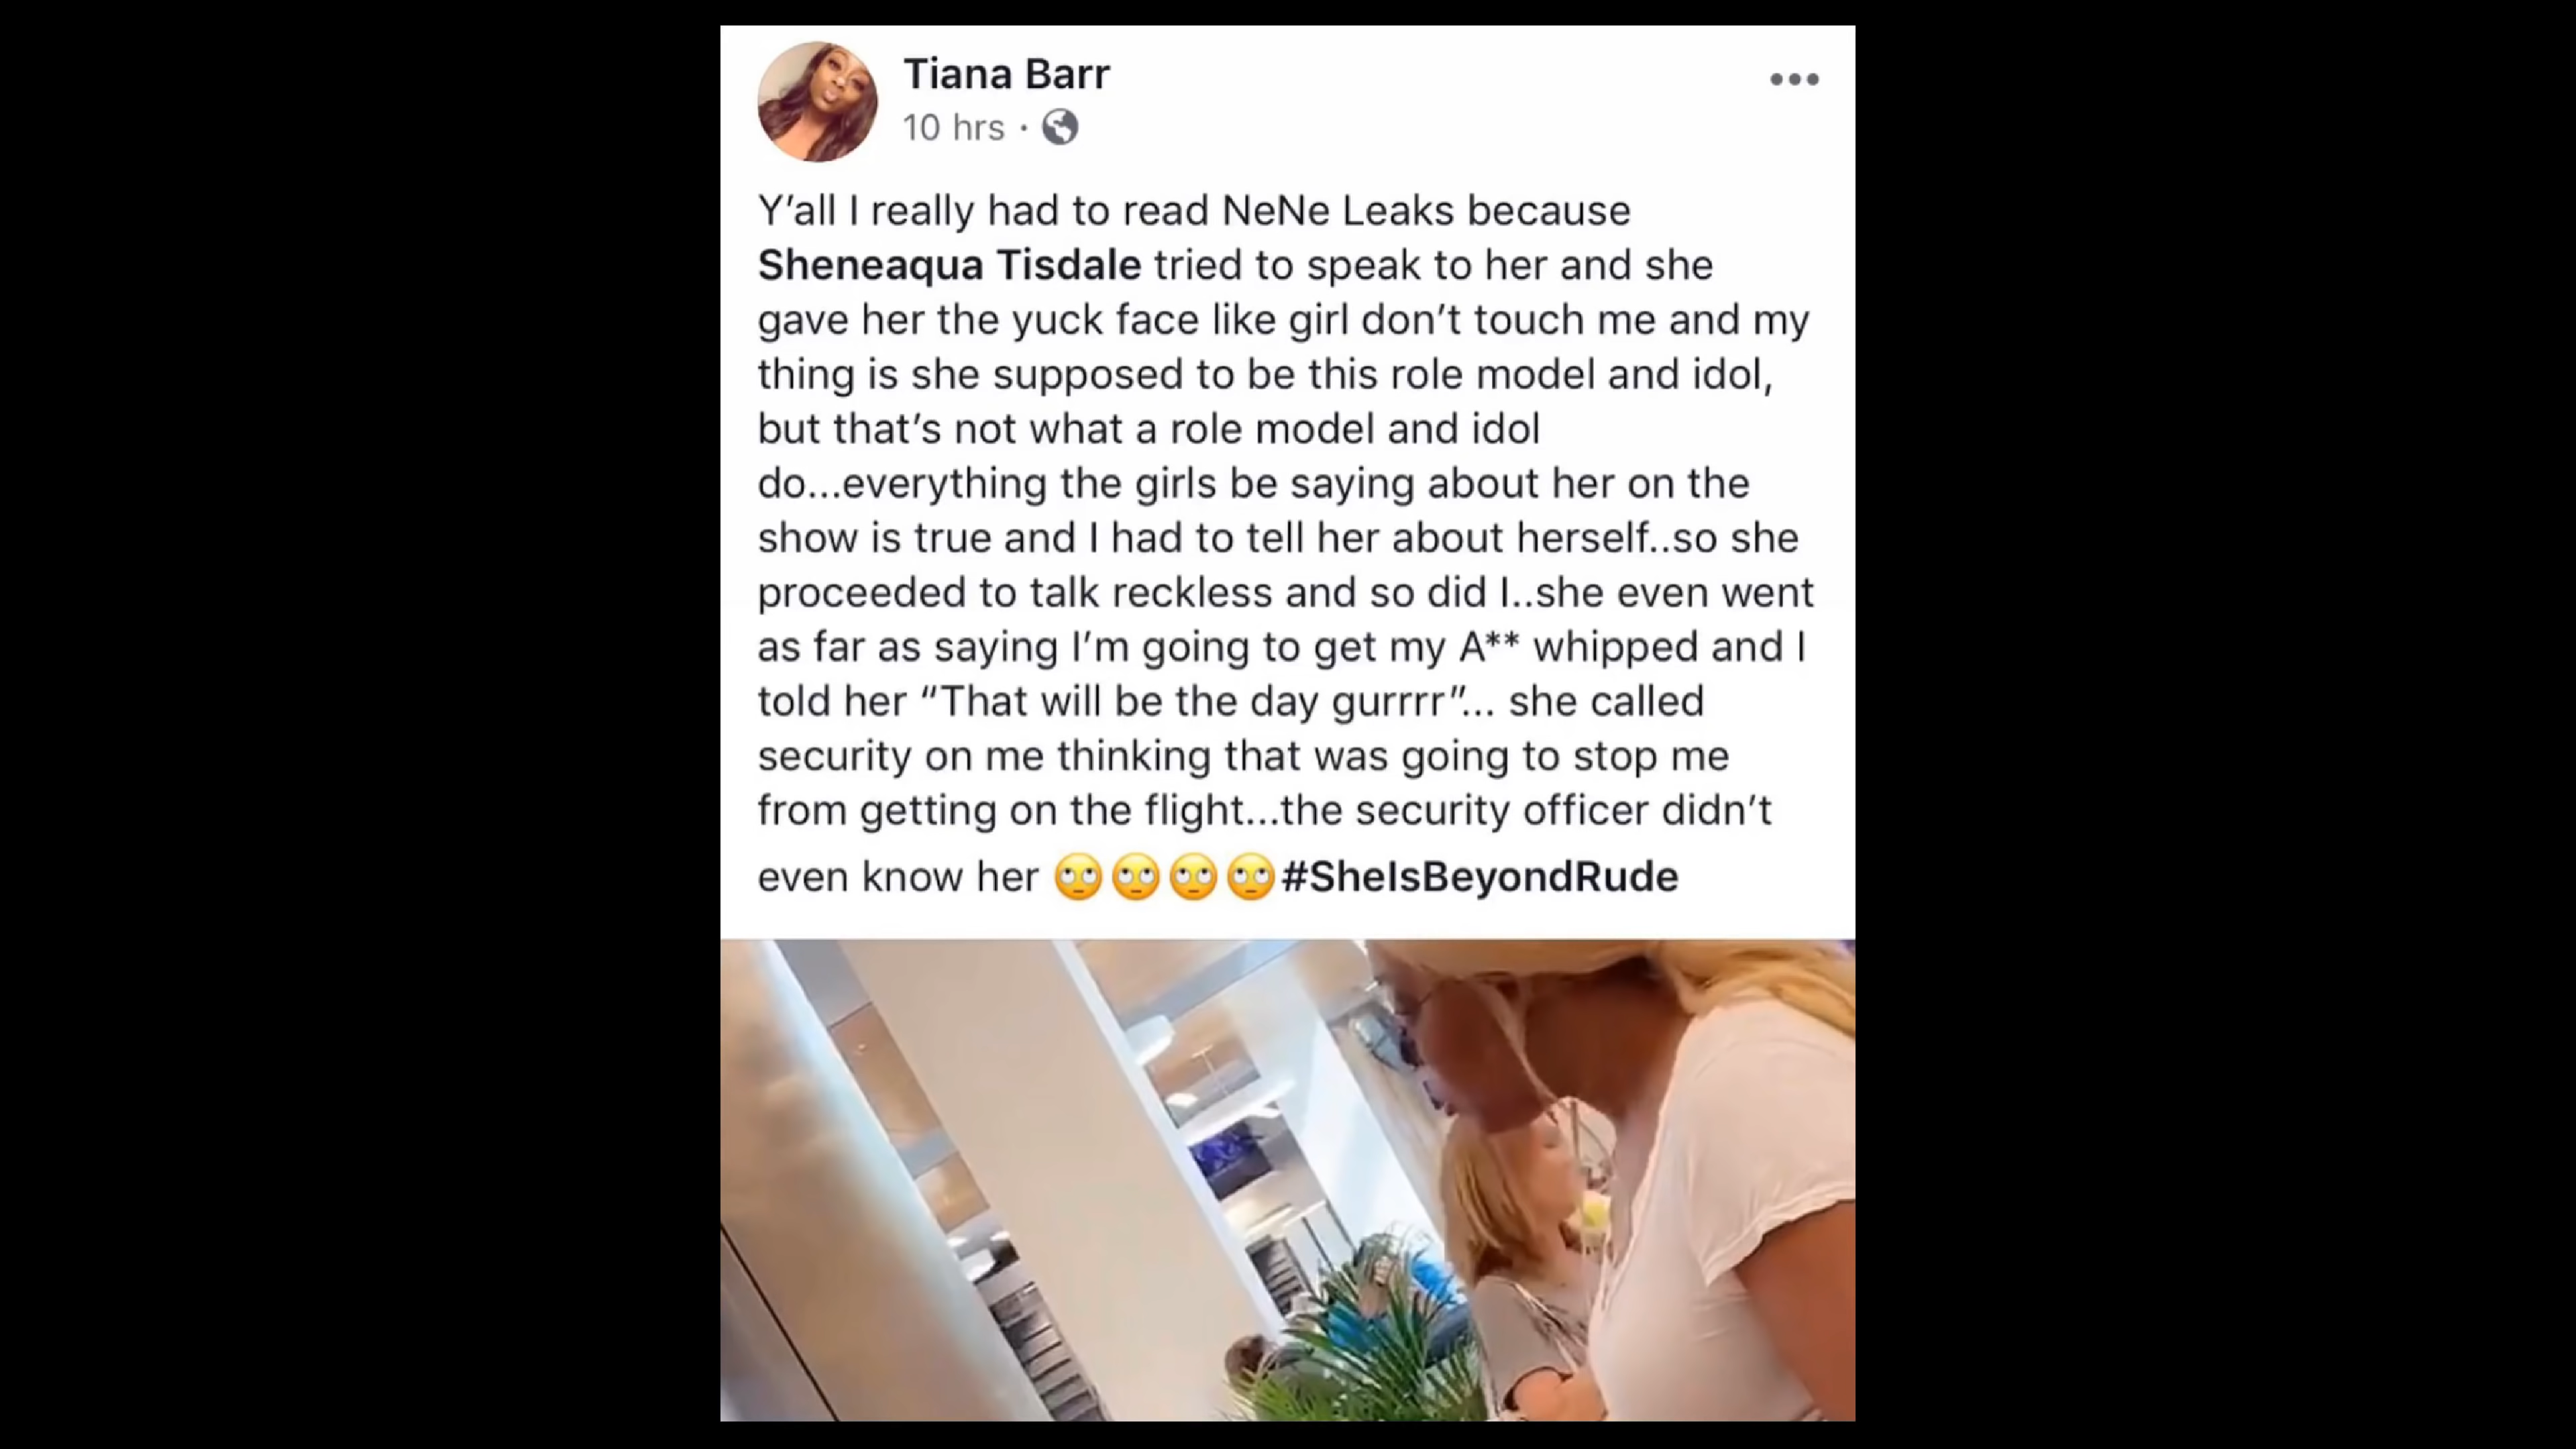 Tiana Barr
10 hrs ·
Y’all I really had to read NeNe Leaks because
Sheneaqua Tisdale tried to speak to her and she
gave her the yuck face like girl don’t touch me and my
thing is she supposed to be this role model and idol,
but that’s not what a role model and idol
do...everything the girls be saying about her on the
show is true and I had to tell her about herself..so she
proceeded to talk reckless and so did I..she even went
as far as saying I’m going to get my A** whipped and I
told her “That will be the day gurrrr”... she called
security on me thinking that was going to stop me
from getting on the flight...the security officer didn’t
even know her 🙄🙄🙄🙄#SheIsBeyondRude